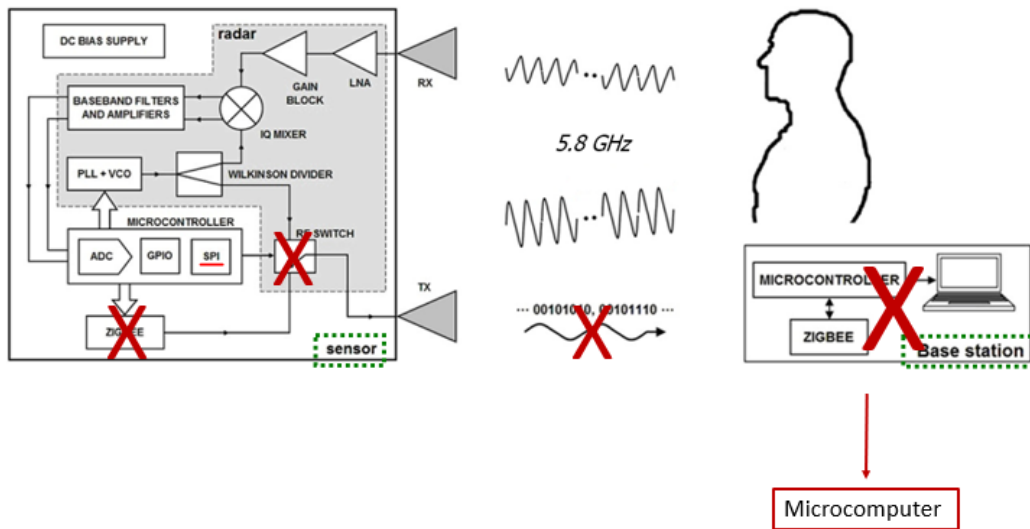 DC BIAS SUPPLY
radar
GAIN
BLOCK
LNA
RX
BASEBAND FILTERS
AND AMPLIFIERS
IQ MIXER
5.8 GHz
PLL + VCO
WILKINSON DIVIDER
MICROCONTROLLER
RF SWITCH
ADC
GPIO
SPI
TX
ZIGBEE
sensor
··· 00101010, 00101110 ···
MICROCONTROLLER
ZIGBEE
Base station
Microcomputer